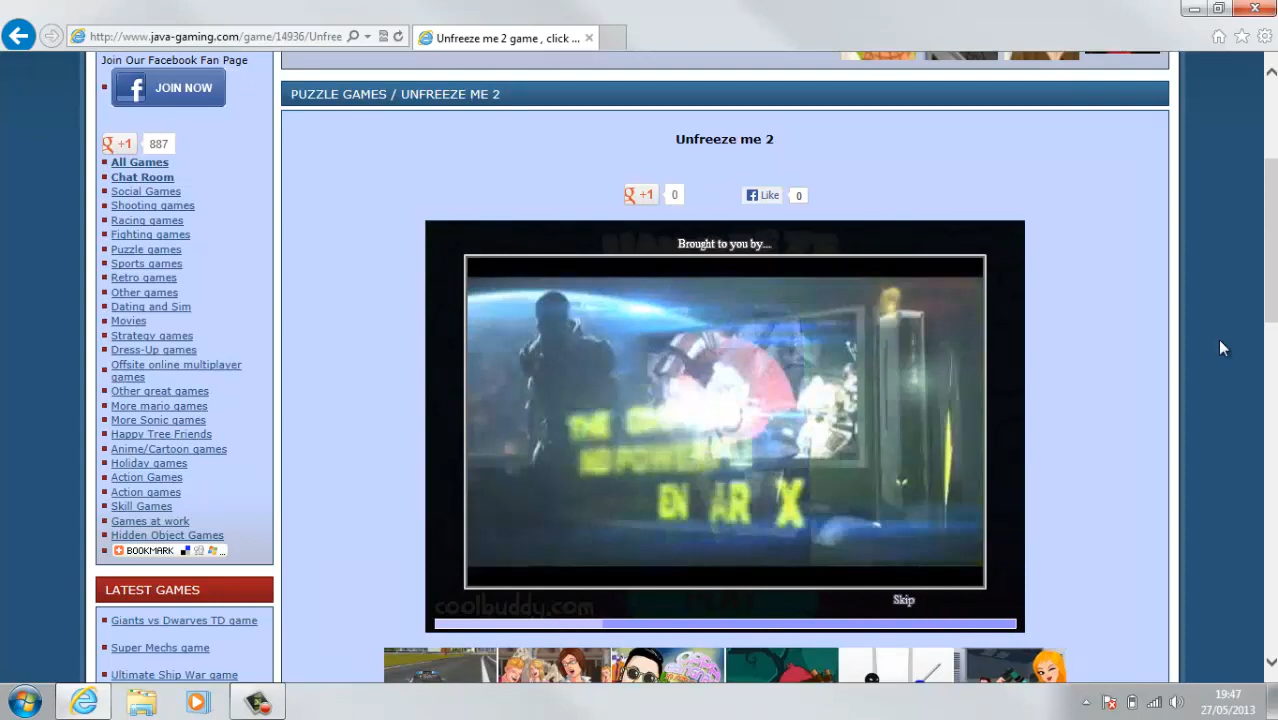 http://www.java-gaming.com/game/14936/Unfree
Unfreeze me 2 game , click ...
Join Our Facebook Fan Page
JOIN NOW
+1
887
All Games
Chat Room
Social Games
Shooting games
Racing games
Fighting games
Puzzle games
Sports games
Retro games
Other games
Dating and Sim
Movies
Strategy games
Dress-Up games
Offsite online multiplayer
games
Other great games
More mario games
More Sonic games
Happy Tree Friends
Anime/Cartoon games
Holiday games
Action Games
Action games
Skill Games
Games at work
Hidden Object Games
BOOKMARK
LATEST GAMES
Giants vs Dwarves TD game
Super Mechs game
Ultimate Ship War game
PUZZLE GAMES / UNFREEZE ME 2
Unfreeze me 2
+1 0
Like 0
Brought to you by...
THE
EN AR X
Skip
coolbuddy.com
19:47
27/05/2013